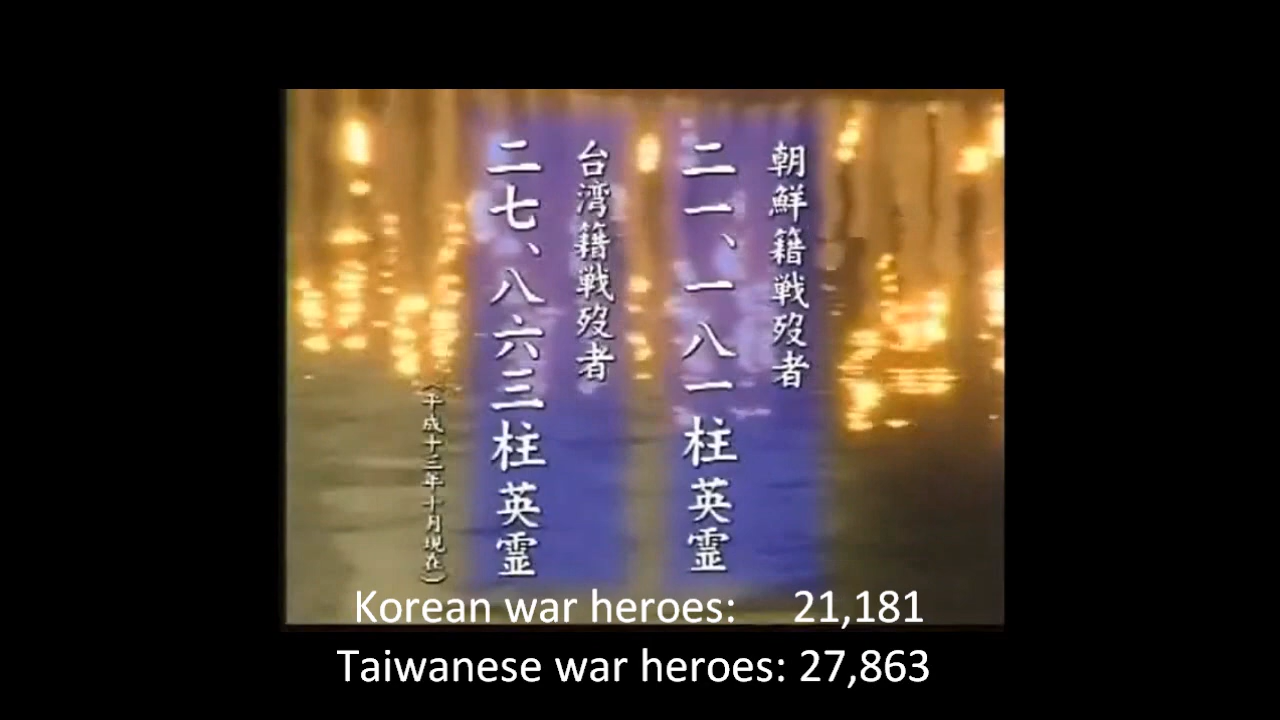 朝鮮籍戦歿者
二一、一八一柱英霊
台湾籍戦歿者
二七、八六三柱英霊
（平成十三年十月現在）
Korean war heroes: 21,181
Taiwanese war heroes: 27,863